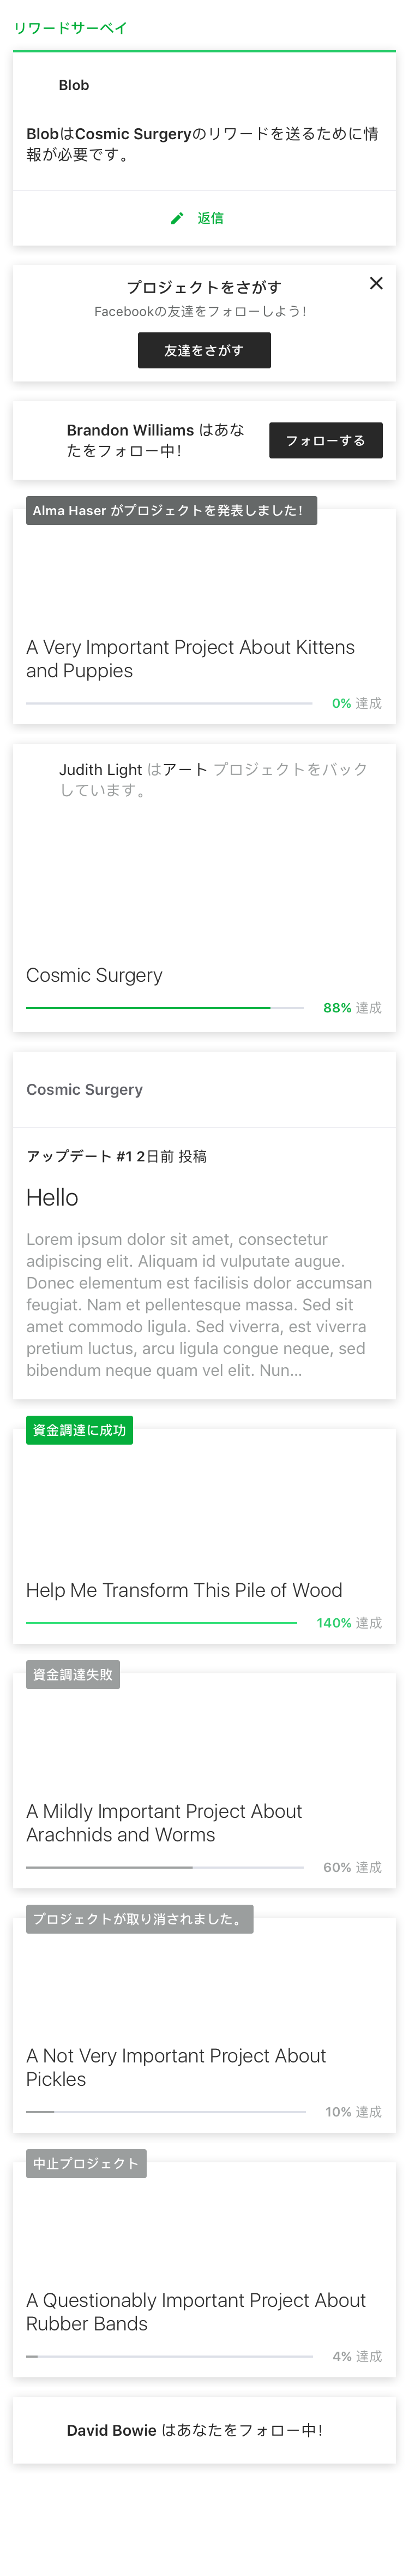 リワードサーベイ
Blob
BlobはCosmic Surgeryのリワードを送るために情
報が必要です。
返信
プロジェクトをさがす
Facebookの友達をフォローしよう！
友達をさがす
Brandon Williams はあな
たをフォロー中！
フォローする
Alma Haser がプロジェクトを発表しました！
A Very Important Project About Kittens
and Puppies
0% 達成
Judith Light はアート プロジェクトをバック
しています。
Cosmic Surgery
88% 達成
Cosmic Surgery
アップデート #1 2日前 投稿
Hello
Lorem ipsum dolor sit amet, consectetur
adipiscing elit. Aliquam id vulputate augue.
Donec elementum est facilisis dolor accumsan
feugiat. Nam et pellentesque massa. Sed sit
amet commodo ligula. Sed viverra, est viverra
pretium luctus, arcu ligula congue neque, sed
bibendum neque quam vel elit. Nun...
資金調達に成功
Help Me Transform This Pile of Wood
140% 達成
資金調達失敗
A Mildly Important Project About
Arachnids and Worms
60% 達成
プロジェクトが取り消されました。
A Not Very Important Project About
Pickles
10% 達成
中止プロジェクト
A Questionably Important Project About
Rubber Bands
4% 達成
David Bowie はあなたをフォロー中！